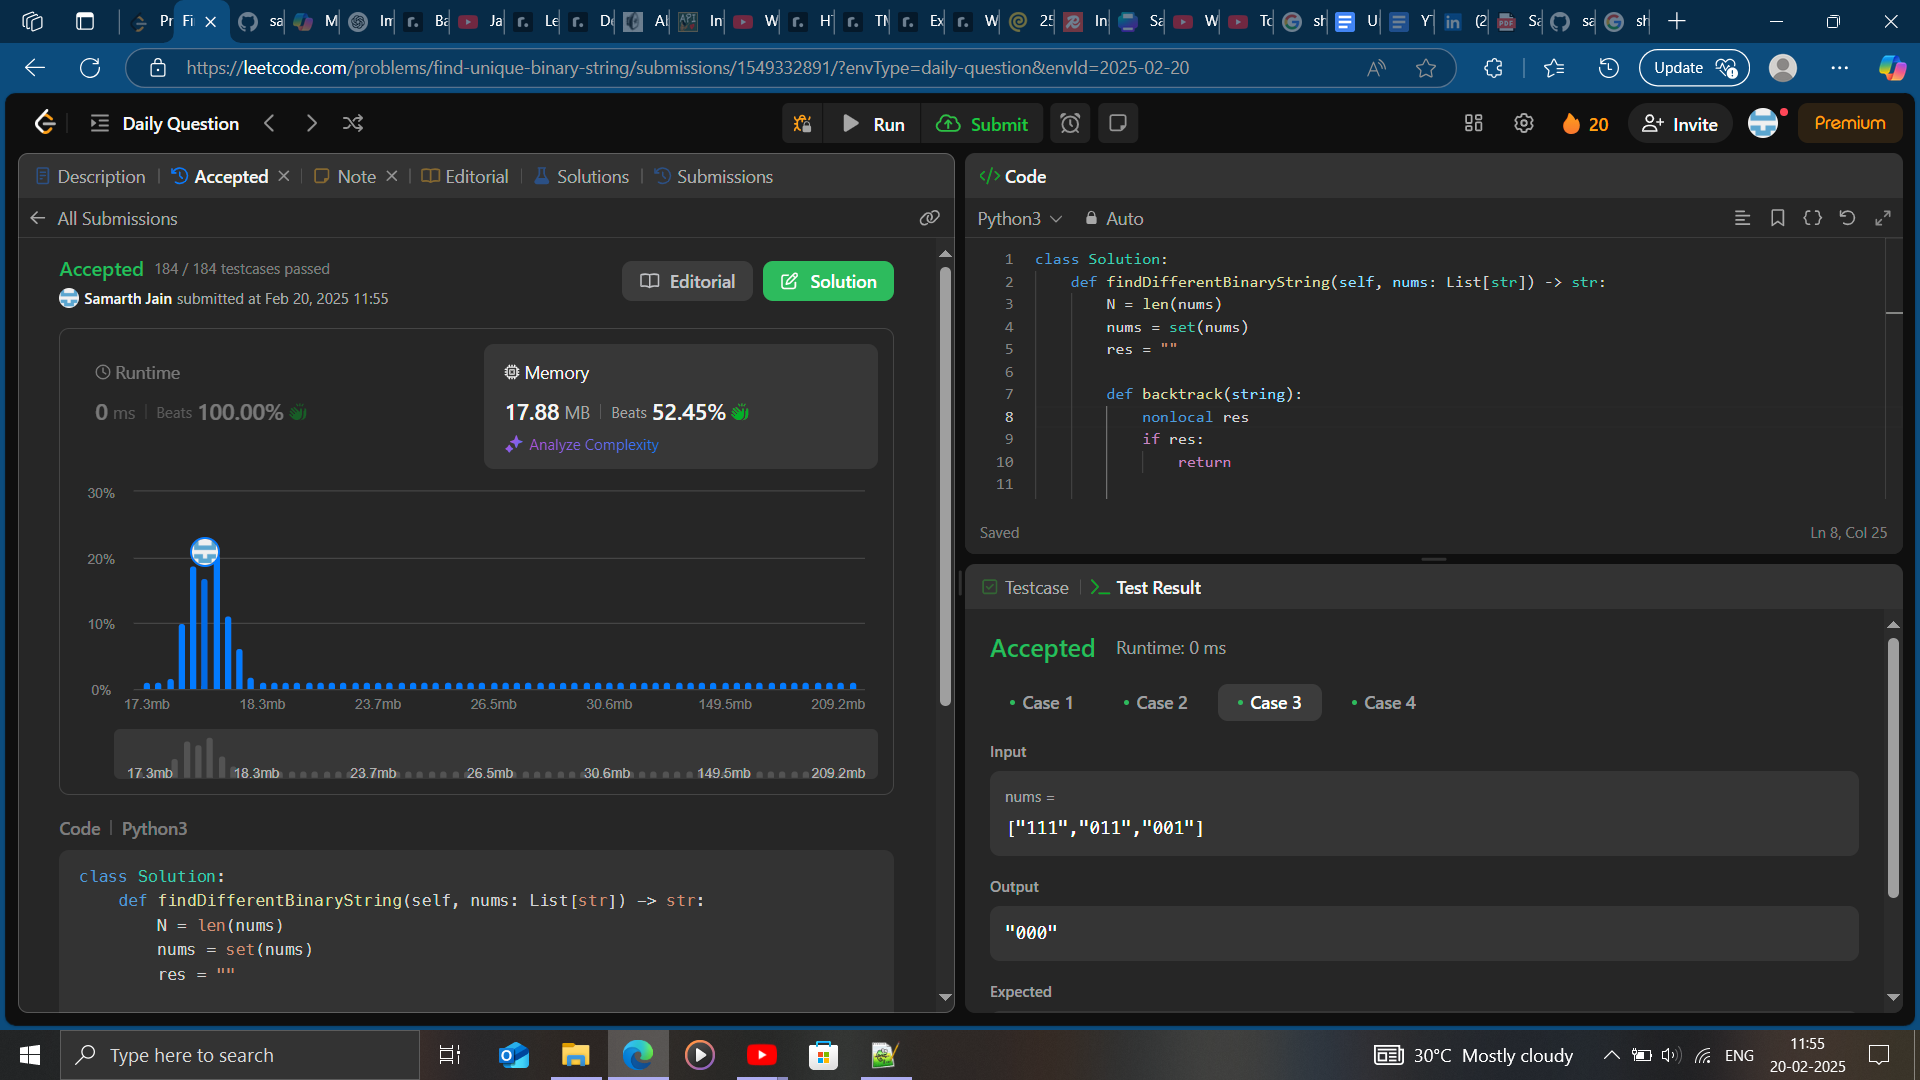 Pr
Fi
sa
M
In
Ba
Ja
Le
De
Al
In
W
H
TM
Ex
W
25
In
Sa
W
To
sh
U
Y
(2
Sa
sa
sh
https://leetcode.com/problems/find-unique-binary-string/submissions/1549332891/?envType=daily-question&envId=2025-02-20
Update
Daily Question
Run
Submit
20
Invite
Premium
Description
Accepted
Note
Editorial
Solutions
Submissions
All Submissions
Accepted 184 / 184 testcases passed
Samarth Jain submitted at Feb 20, 2025 11:55
Editorial
Solution
Runtime
0 ms Beats 100.00%
Memory
17.88 MB Beats 52.45%
Analyze Complexity
30%
20%
10%
0%
17.3mb 18.3mb 23.7mb 26.5mb 30.6mb 149.5mb 209.2mb
17.3mb 18.3mb 23.7mb 26.5mb 30.6mb 149.5mb 209.2mb
Code | Python3
class Solution:
    def findDifferentBinaryString(self, nums: List[str]) -> str:
        N = len(nums)
        nums = set(nums)
        res = ""
</> Code
Python3 Auto
1 class Solution:
2     def findDifferentBinaryString(self, nums: List[str]) -> str:
3         N = len(nums)
4         nums = set(nums)
5         res = ""
6
7         def backtrack(string):
8             nonlocal res
9             if res:
10                 return
11
Saved
Ln 8, Col 25
Testcase
Test Result
Accepted Runtime: 0 ms
Case 1
Case 2
Case 3
Case 4
Input
nums =
["111","011","001"]
Output
"000"
Expected
Type here to search
30°C Mostly cloudy
ENG
11:55
20-02-2025